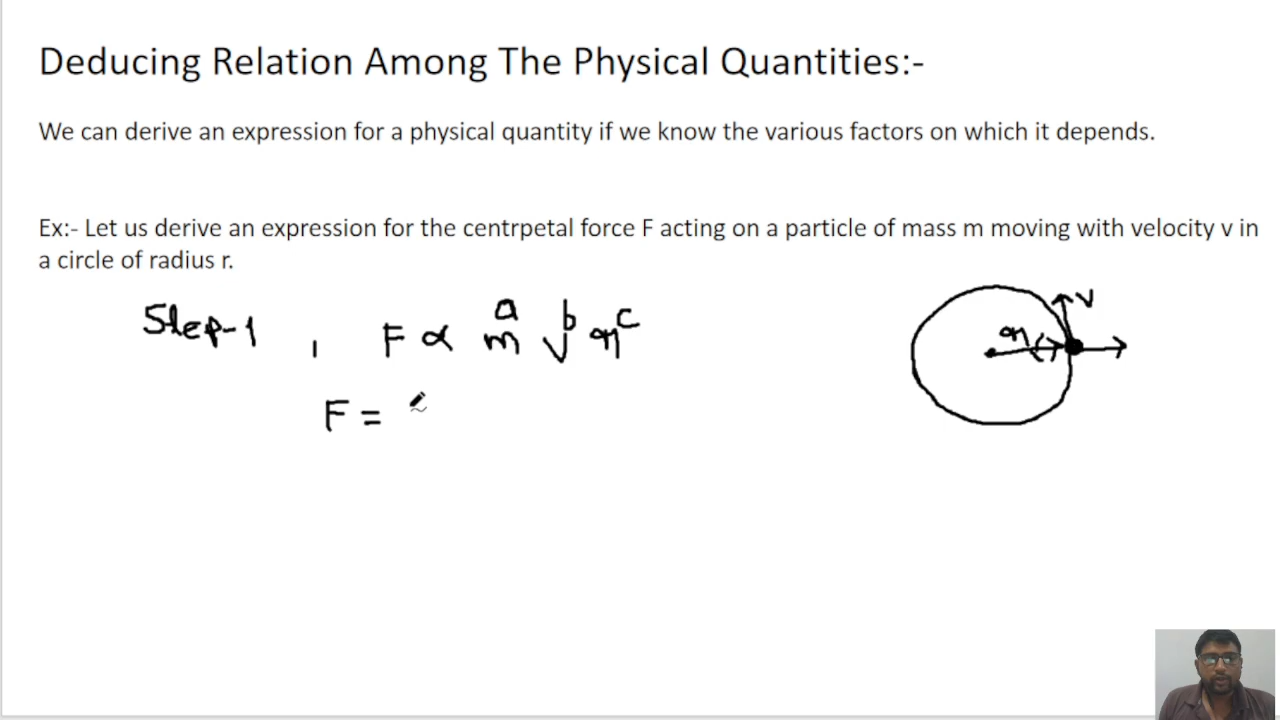 Deducing Relation Among The Physical Quantities:-
We can derive an expression for a physical quantity if we know the various factors on which it depends.
Ex:- Let us derive an expression for the centrpetal force F acting on a particle of mass m moving with velocity v in
a circle of radius r.
Step-1 , F ∝ m^a v^b r^c
F =
v
r